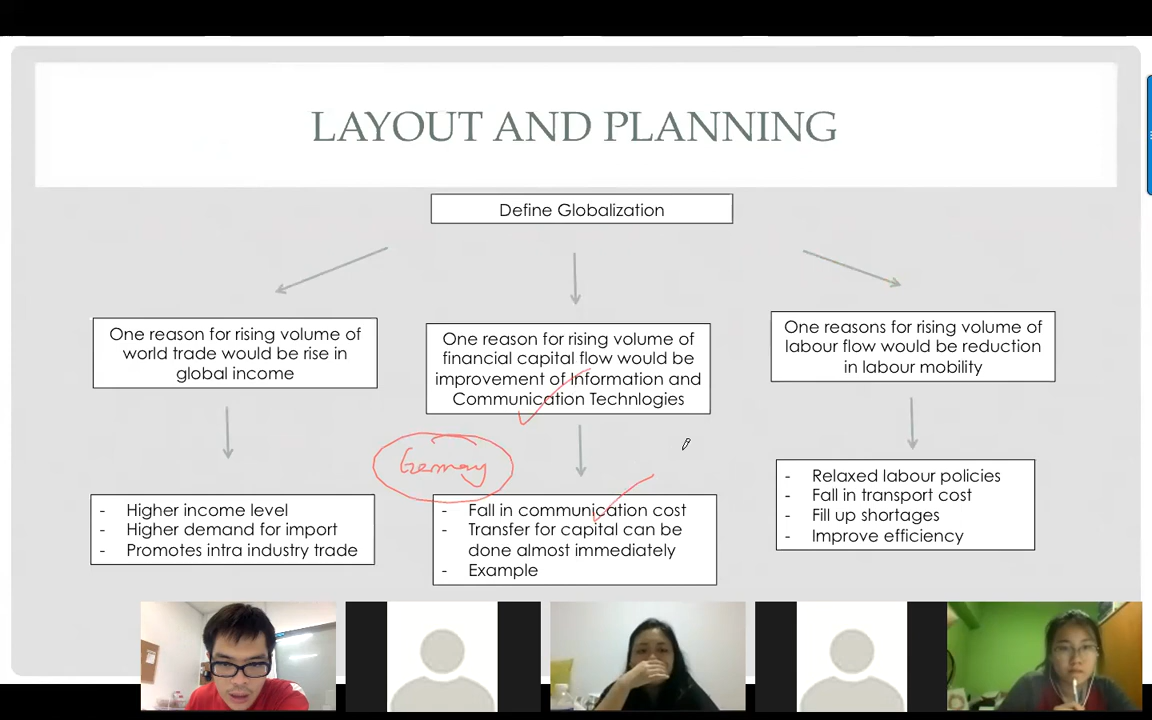 LAYOUT AND PLANNING
Define Globalization
One reason for rising volume of
world trade would be rise in
global income
One reason for rising volume of
financial capital flow would be
improvement of Information and
Communication Technlogies
One reasons for rising volume of
labour flow would be reduction
in labour mobility
Germay
- Higher income level
- Higher demand for import
- Promotes intra industry trade
- Fall in communication cost
- Transfer for capital can be
done almost immediately
- Example
- Relaxed labour policies
- Fall in transport cost
- Fill up shortages
- Improve efficiency